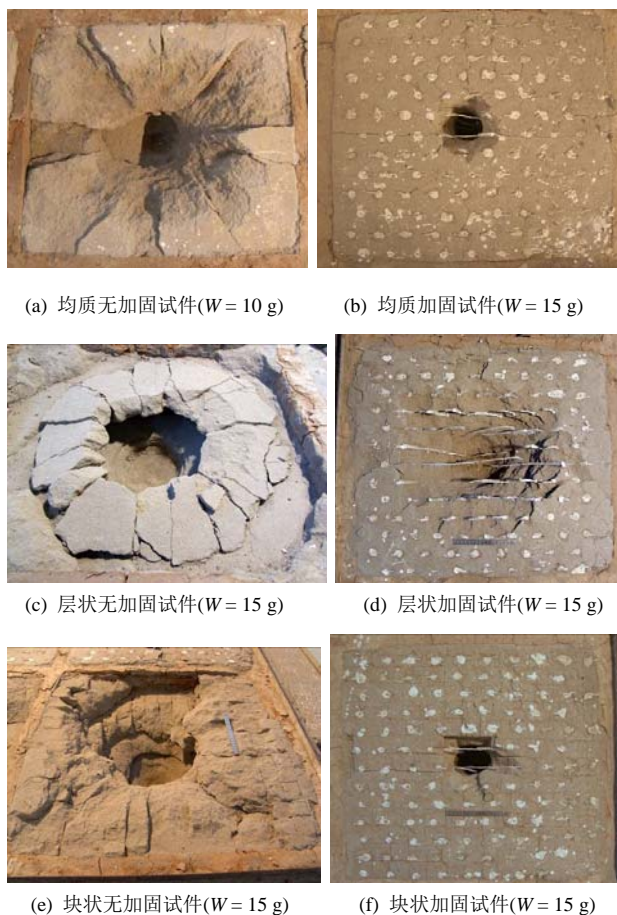 (a) 均质无加固试件(W = 10 g)
(b) 均质加固试件(W = 15 g)
(c) 层状无加固试件(W = 15 g)
(d) 层状加固试件(W = 15 g)
(e) 块状无加固试件(W = 15 g)
(f) 块状加固试件(W = 15 g)